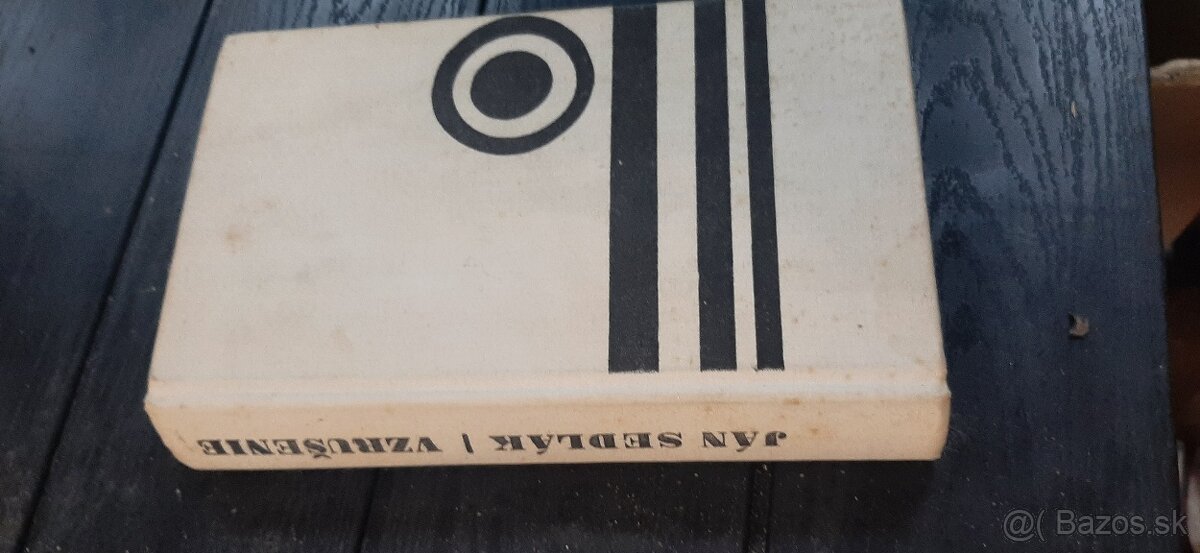 JÁN SEDLÁK | VZRUŠENIE
@( Bazos.sk